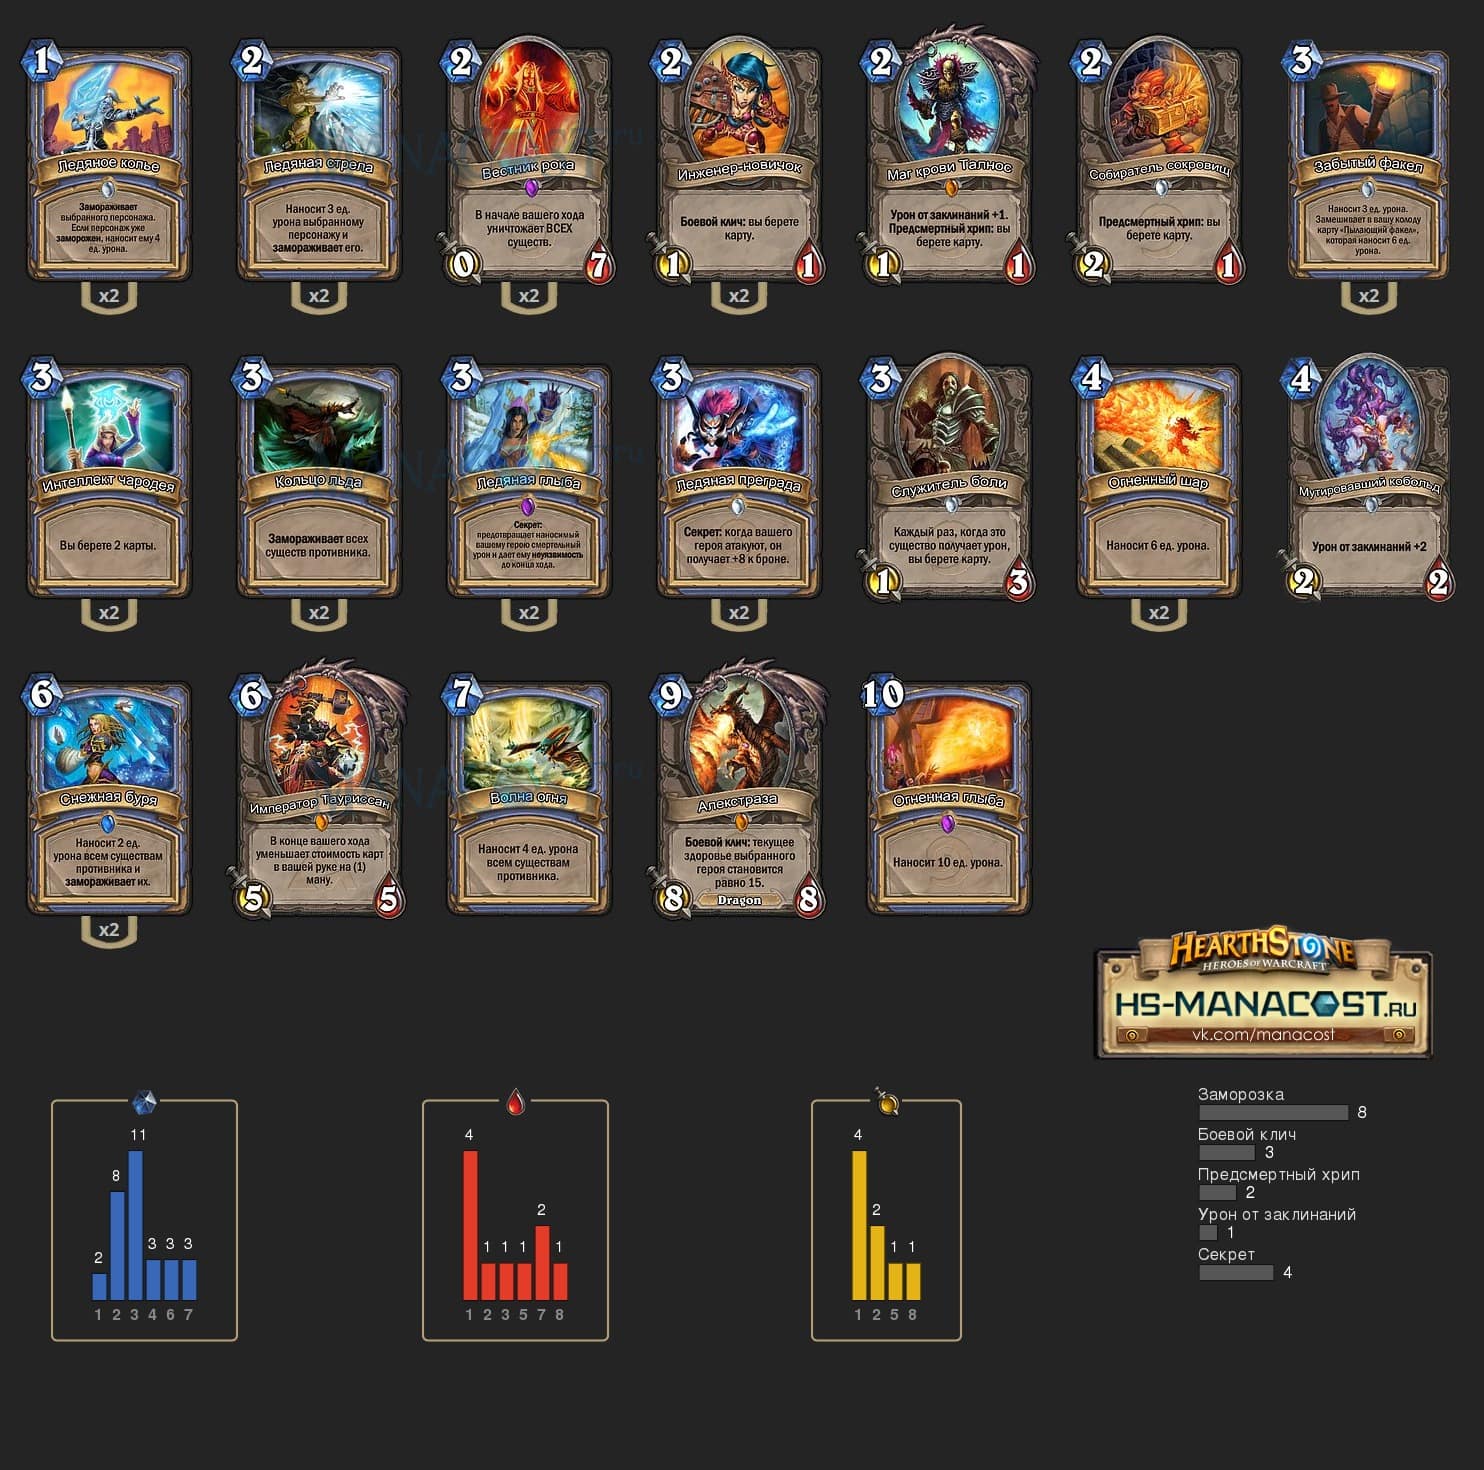 1
Ледяное копье
Замораживает
выбранного персонажа.
Если персонаж уже
заморожен, наносит ему 4
ед. урона.
x2
2
Ледяная стрела
Наносит 3 ед.
урона выбранному
персонажу и
замораживает его.
x2
2
Вестник рока
В начале вашего хода
уничтожает ВСЕХ
существ.
0
7
x2
2
Инженер-новичок
Боевой клич: вы берете
карту.
1
1
x2
2
Маг крови Талнос
Урон от заклинаний +1.
Предсмертный хрип: вы
берете карту.
1
1
2
Собиратель сокровищ
Предсмертный хрип: вы
берете карту.
2
1
3
Забытый факел
Наносит 3 ед. урона.
Замешивает в вашу колоду
карту «Пылающий факел»,
которая наносит 6 ед.
урона.
x2
3
Интеллект чародея
Вы берете 2 карты.
x2
3
Кольцо льда
Замораживает всех
существ противника.
x2
3
Ледяная глыба
Секрет:
предотвращает наносимый
вашему герою смертельный
урон и дает ему неуязвимость
до конца хода.
x2
3
Ледяная преграда
Секрет: когда вашего
героя атакуют, он
получает +8 к броне.
x2
3
Служитель боли
Каждый раз, когда это
существо получает урон,
вы берете карту.
1
3
4
Огненный шар
Наносит 6 ед. урона.
x2
4
Мутировавший кобольд
Урон от заклинаний +2
2
2
6
Снежная буря
Наносит 2 ед.
урона всем существам
противника и
замораживает их.
x2
6
Император Тауриссан
В конце вашего хода
уменьшает стоимость карт
в вашей руке на (1)
ману.
5
5
7
Волна огня
Наносит 4 ед. урона
всем существам
противника.
9
Алекстраза
Боевой клич: текущее
здоровье выбранного
героя становится
равно 15.
Dragon
8
8
10
Огненная глыба
Наносит 10 ед. урона.
HEARTHSTONE
HEROES OF WARCRAFT
HS-MANACOST.RU
vk.com/manacost
2 8 11 3 3 3
1 2 3 4 6 7
4 1 1 1 2 1
1 2 3 5 7 8
4 2 1 1
1 2 5 8
Заморозка
8
Боевой клич
3
Предсмертный хрип
2
Урон от заклинаний
1
Секрет
4